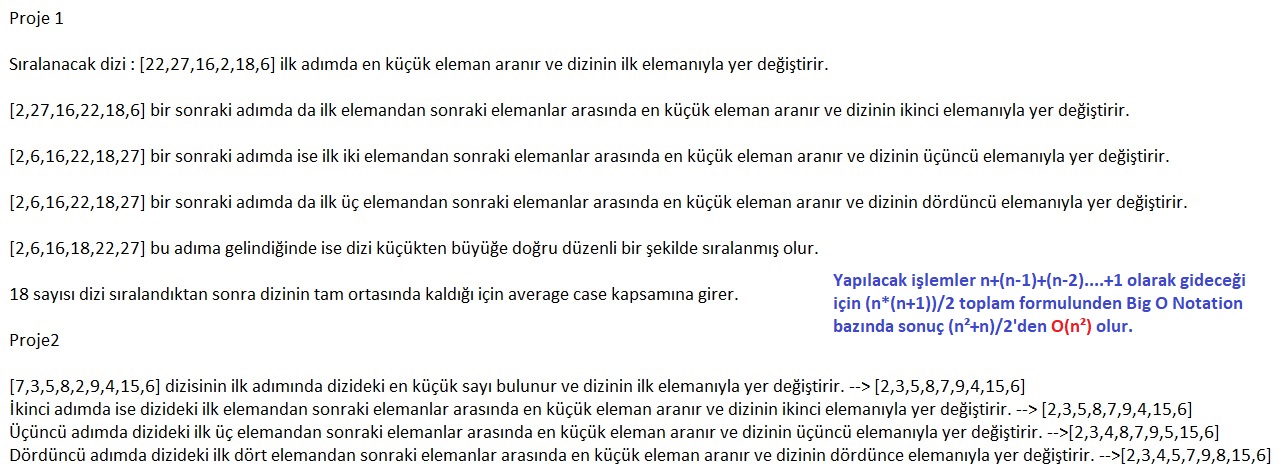 Proje 1
Sıralanacak dizi : [22,27,16,2,18,6] ilk adımda en küçük eleman aranır ve dizinin ilk elemanıyla yer değiştirir.
[2,27,16,22,18,6] bir sonraki adımda da ilk elemandan sonraki elemanlar arasında en küçük eleman aranır ve dizinin ikinci elemanıyla yer değiştirir.
[2,6,16,22,18,27] bir sonraki adımda ise ilk iki elemandan sonraki elemanlar arasında en küçük eleman aranır ve dizinin üçüncü elemanıyla yer değiştirir.
[2,6,16,22,18,27] bir sonraki adımda da ilk üç elemandan sonraki elemanlar arasında en küçük eleman aranır ve dizinin dördüncü elemanıyla yer değiştirir.
[2,6,16,18,22,27] bu adıma gelindiğinde ise dizi küçükten büyüğe doğru düzenli bir şekilde sıralanmış olur.
18 sayısı dizi sıralandıktan sonra dizinin tam ortasında kaldığı için average case kapsamına girer.
Yapılacak işlemler n+(n-1)+(n-2)....+1 olarak gideceği
için (n*(n+1))/2 toplam formulunden Big O Notation
bazında sonuç (n²+n)/2'den O(n²) olur.
Proje2
[7,3,5,8,2,9,4,15,6] dizisinin ilk adımında dizideki en küçük sayı bulunur ve dizinin ilk elemanıyla yer değiştirir. --> [2,3,5,8,7,9,4,15,6]
İkinci adımda ise dizideki ilk elemandan sonraki elemanlar arasında en küçük eleman aranır ve dizinin ikinci elemanıyla yer değiştirir. --> [2,3,5,8,7,9,4,15,6]
Üçüncü adımda dizideki ilk üç elemandan sonraki elemanlar arasında en küçük eleman aranır ve dizinin üçüncü elemanıyla yer değiştirir. -->[2,3,4,8,7,9,5,15,6]
Dördüncü adımda dizideki ilk dört elemandan sonraki elemanlar arasında en küçük eleman aranır ve dizinin dördünce elemanıyla yer değiştirir. -->[2,3,4,5,7,9,8,15,6]